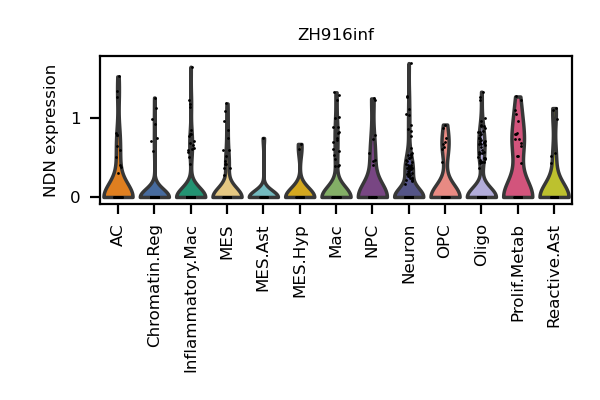 ZH916inf
NDN expression
1
0
AC
Chromatin.Reg
Inflammatory.Mac
MES
MES.Ast
MES.Hyp
Mac
NPC
Neuron
OPC
Oligo
Prolif.Metab
Reactive.Ast